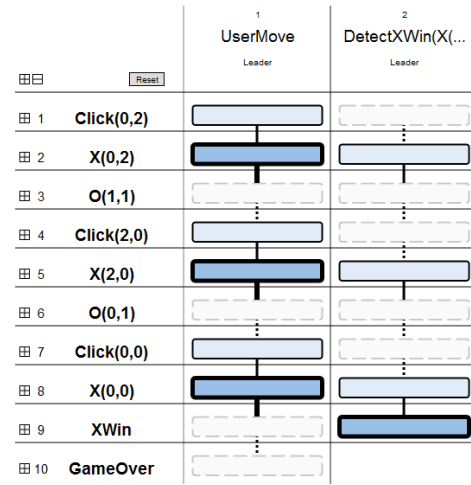 1 2
UserMove DetectXWin(X(...
Leader Leader
Reset
1 Click(0,2)
2 X(0,2)
3 O(1,1)
4 Click(2,0)
5 X(2,0)
6 O(0,1)
7 Click(0,0)
8 X(0,0)
9 XWin
10 GameOver